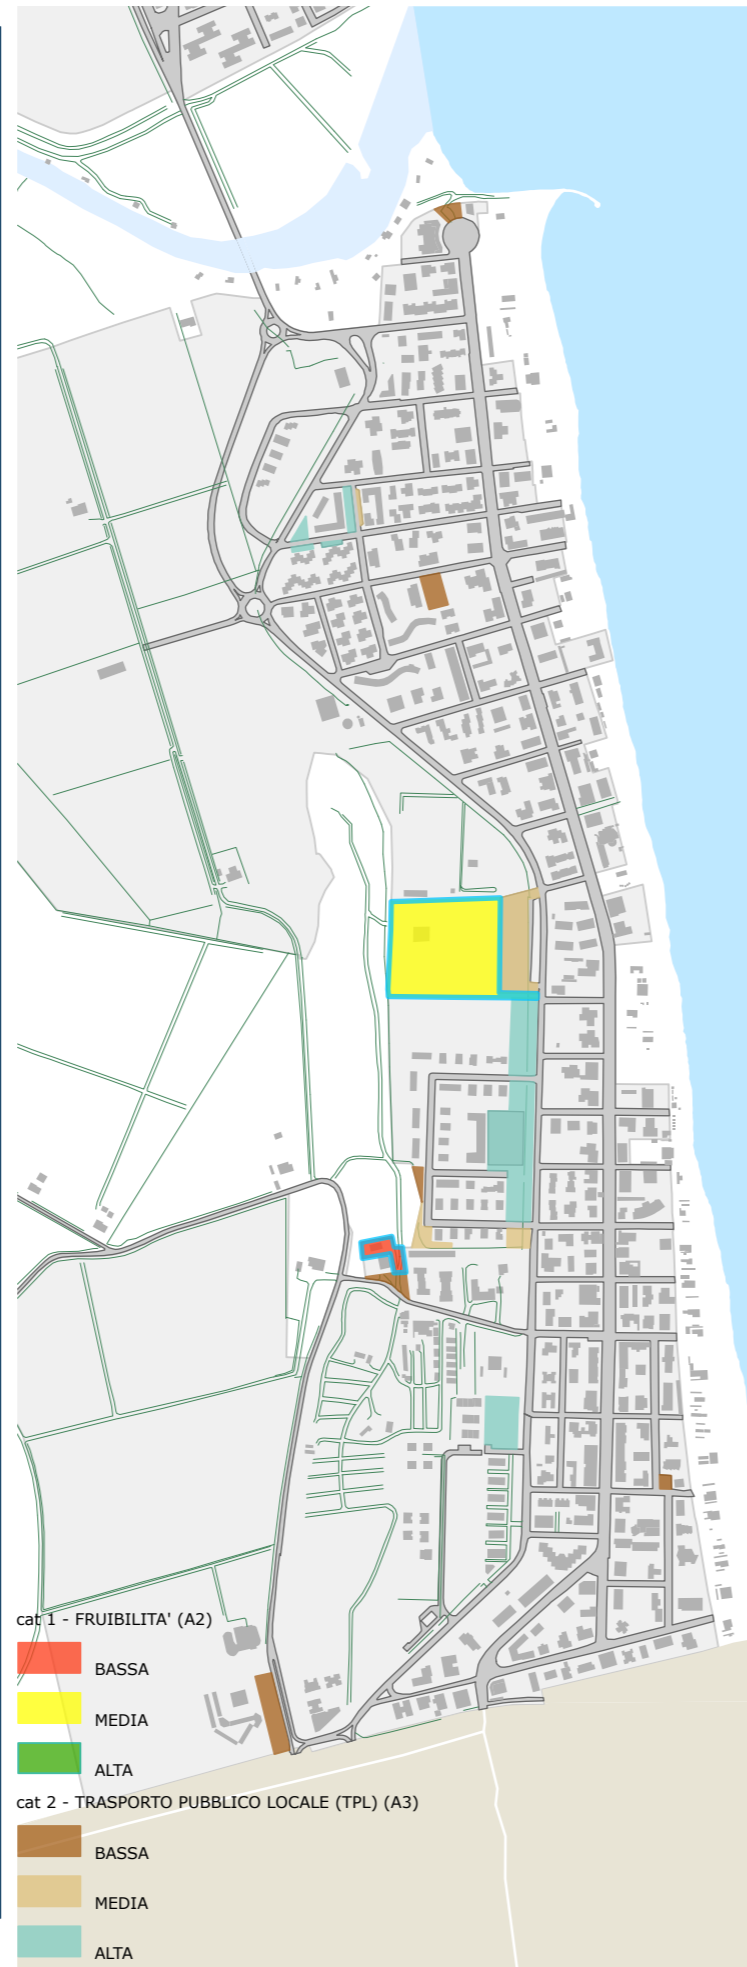 cat 1 - FRUIBILITA' (A2)
BASSA
MEDIA
ALTA
cat 2 - TRASPORTO PUBBLICO LOCALE (TPL) (A3)
BASSA
MEDIA
ALTA